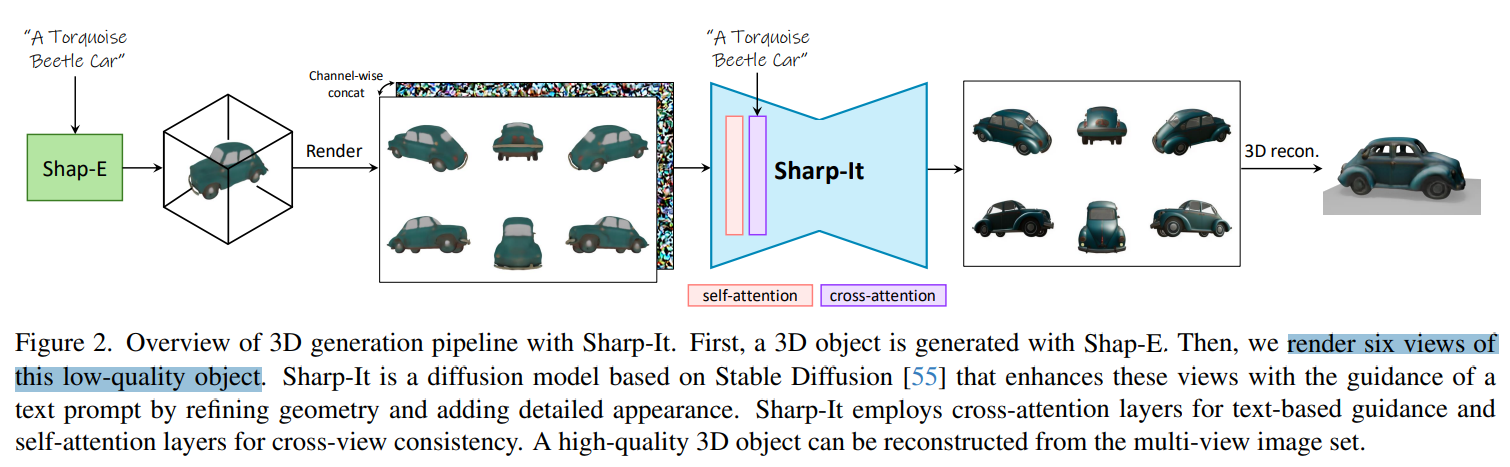 “A Torquoise
Beetle Car”
“A Torquoise
Beetle Car”
Channel-wise
concat
Shap-E
Render
Sharp-It
3D recon.
self-attention
cross-attention
Figure 2. Overview of 3D generation pipeline with Sharp-It. First, a 3D object is generated with Shap-E. Then, we render six views of
this low-quality object. Sharp-It is a diffusion model based on Stable Diffusion [55] that enhances these views with the guidance of a
text prompt by refining geometry and adding detailed appearance. Sharp-It employs cross-attention layers for text-based guidance and
self-attention layers for cross-view consistency. A high-quality 3D object can be reconstructed from the multi-view image set.